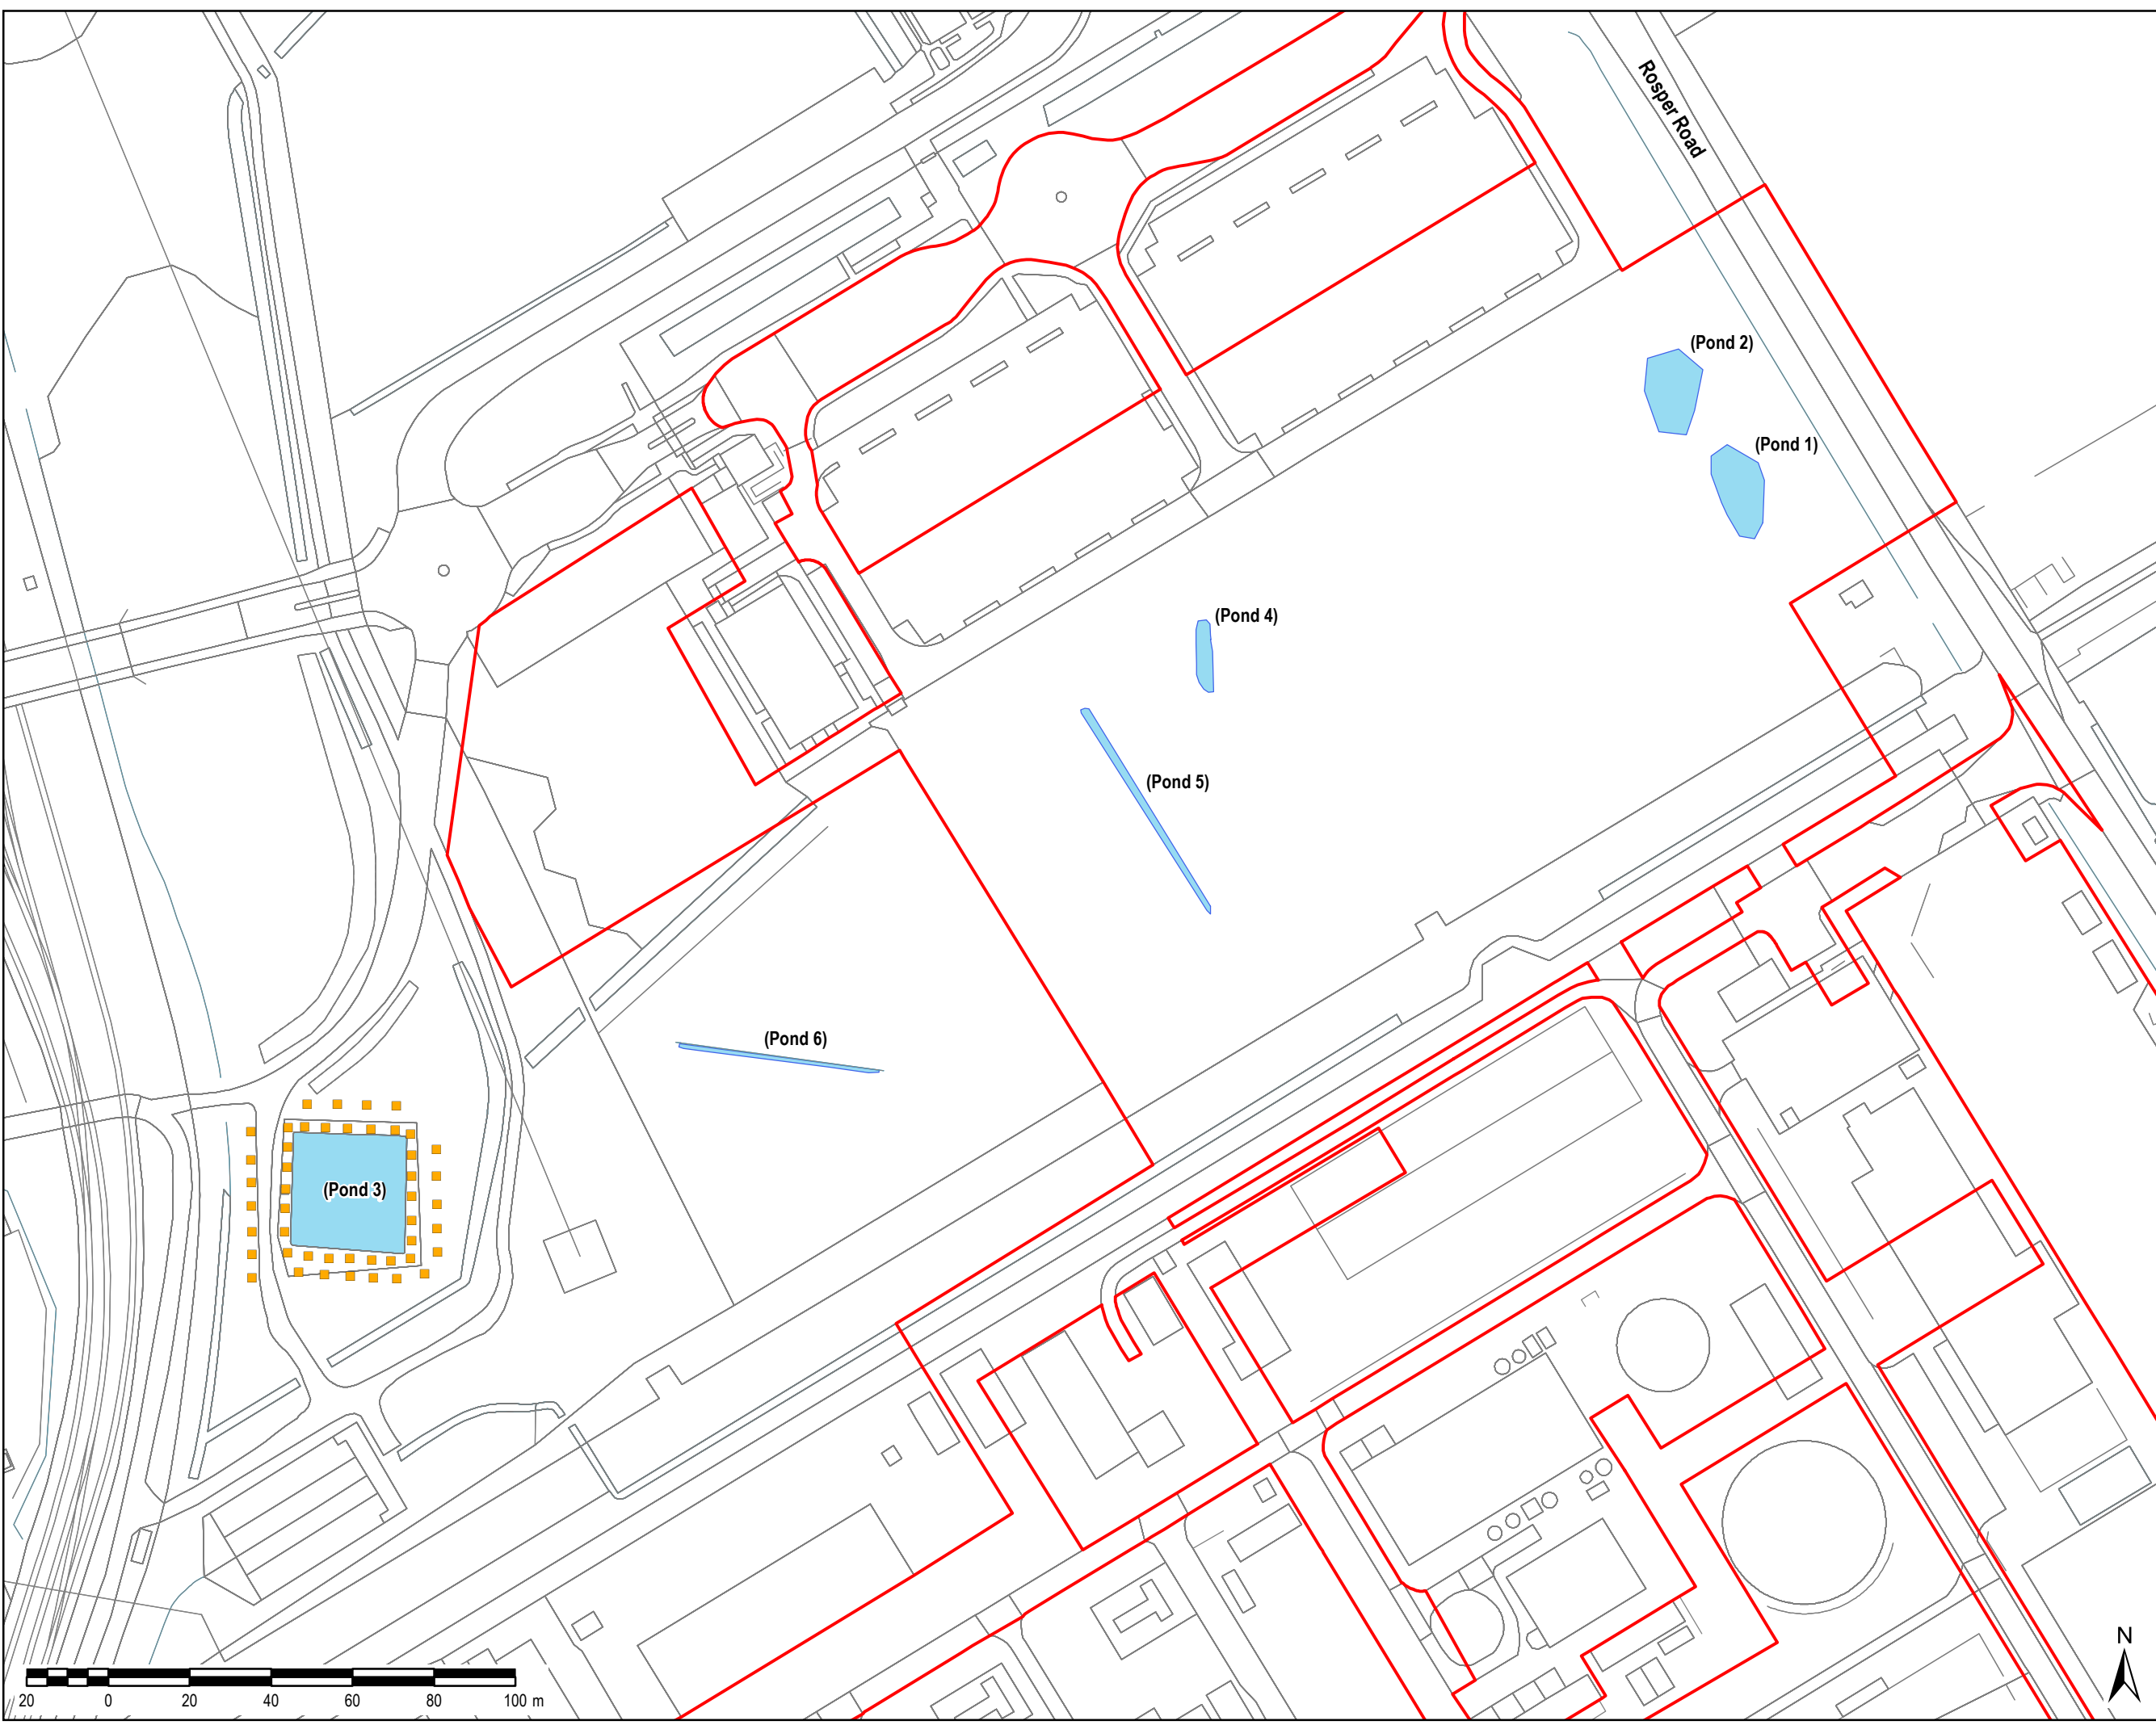 Rosper Road
(Pond 2)
(Pond 1)
(Pond 4)
(Pond 5)
(Pond 6)
(Pond 3)
N
20 0 20 40 60 80 100 m